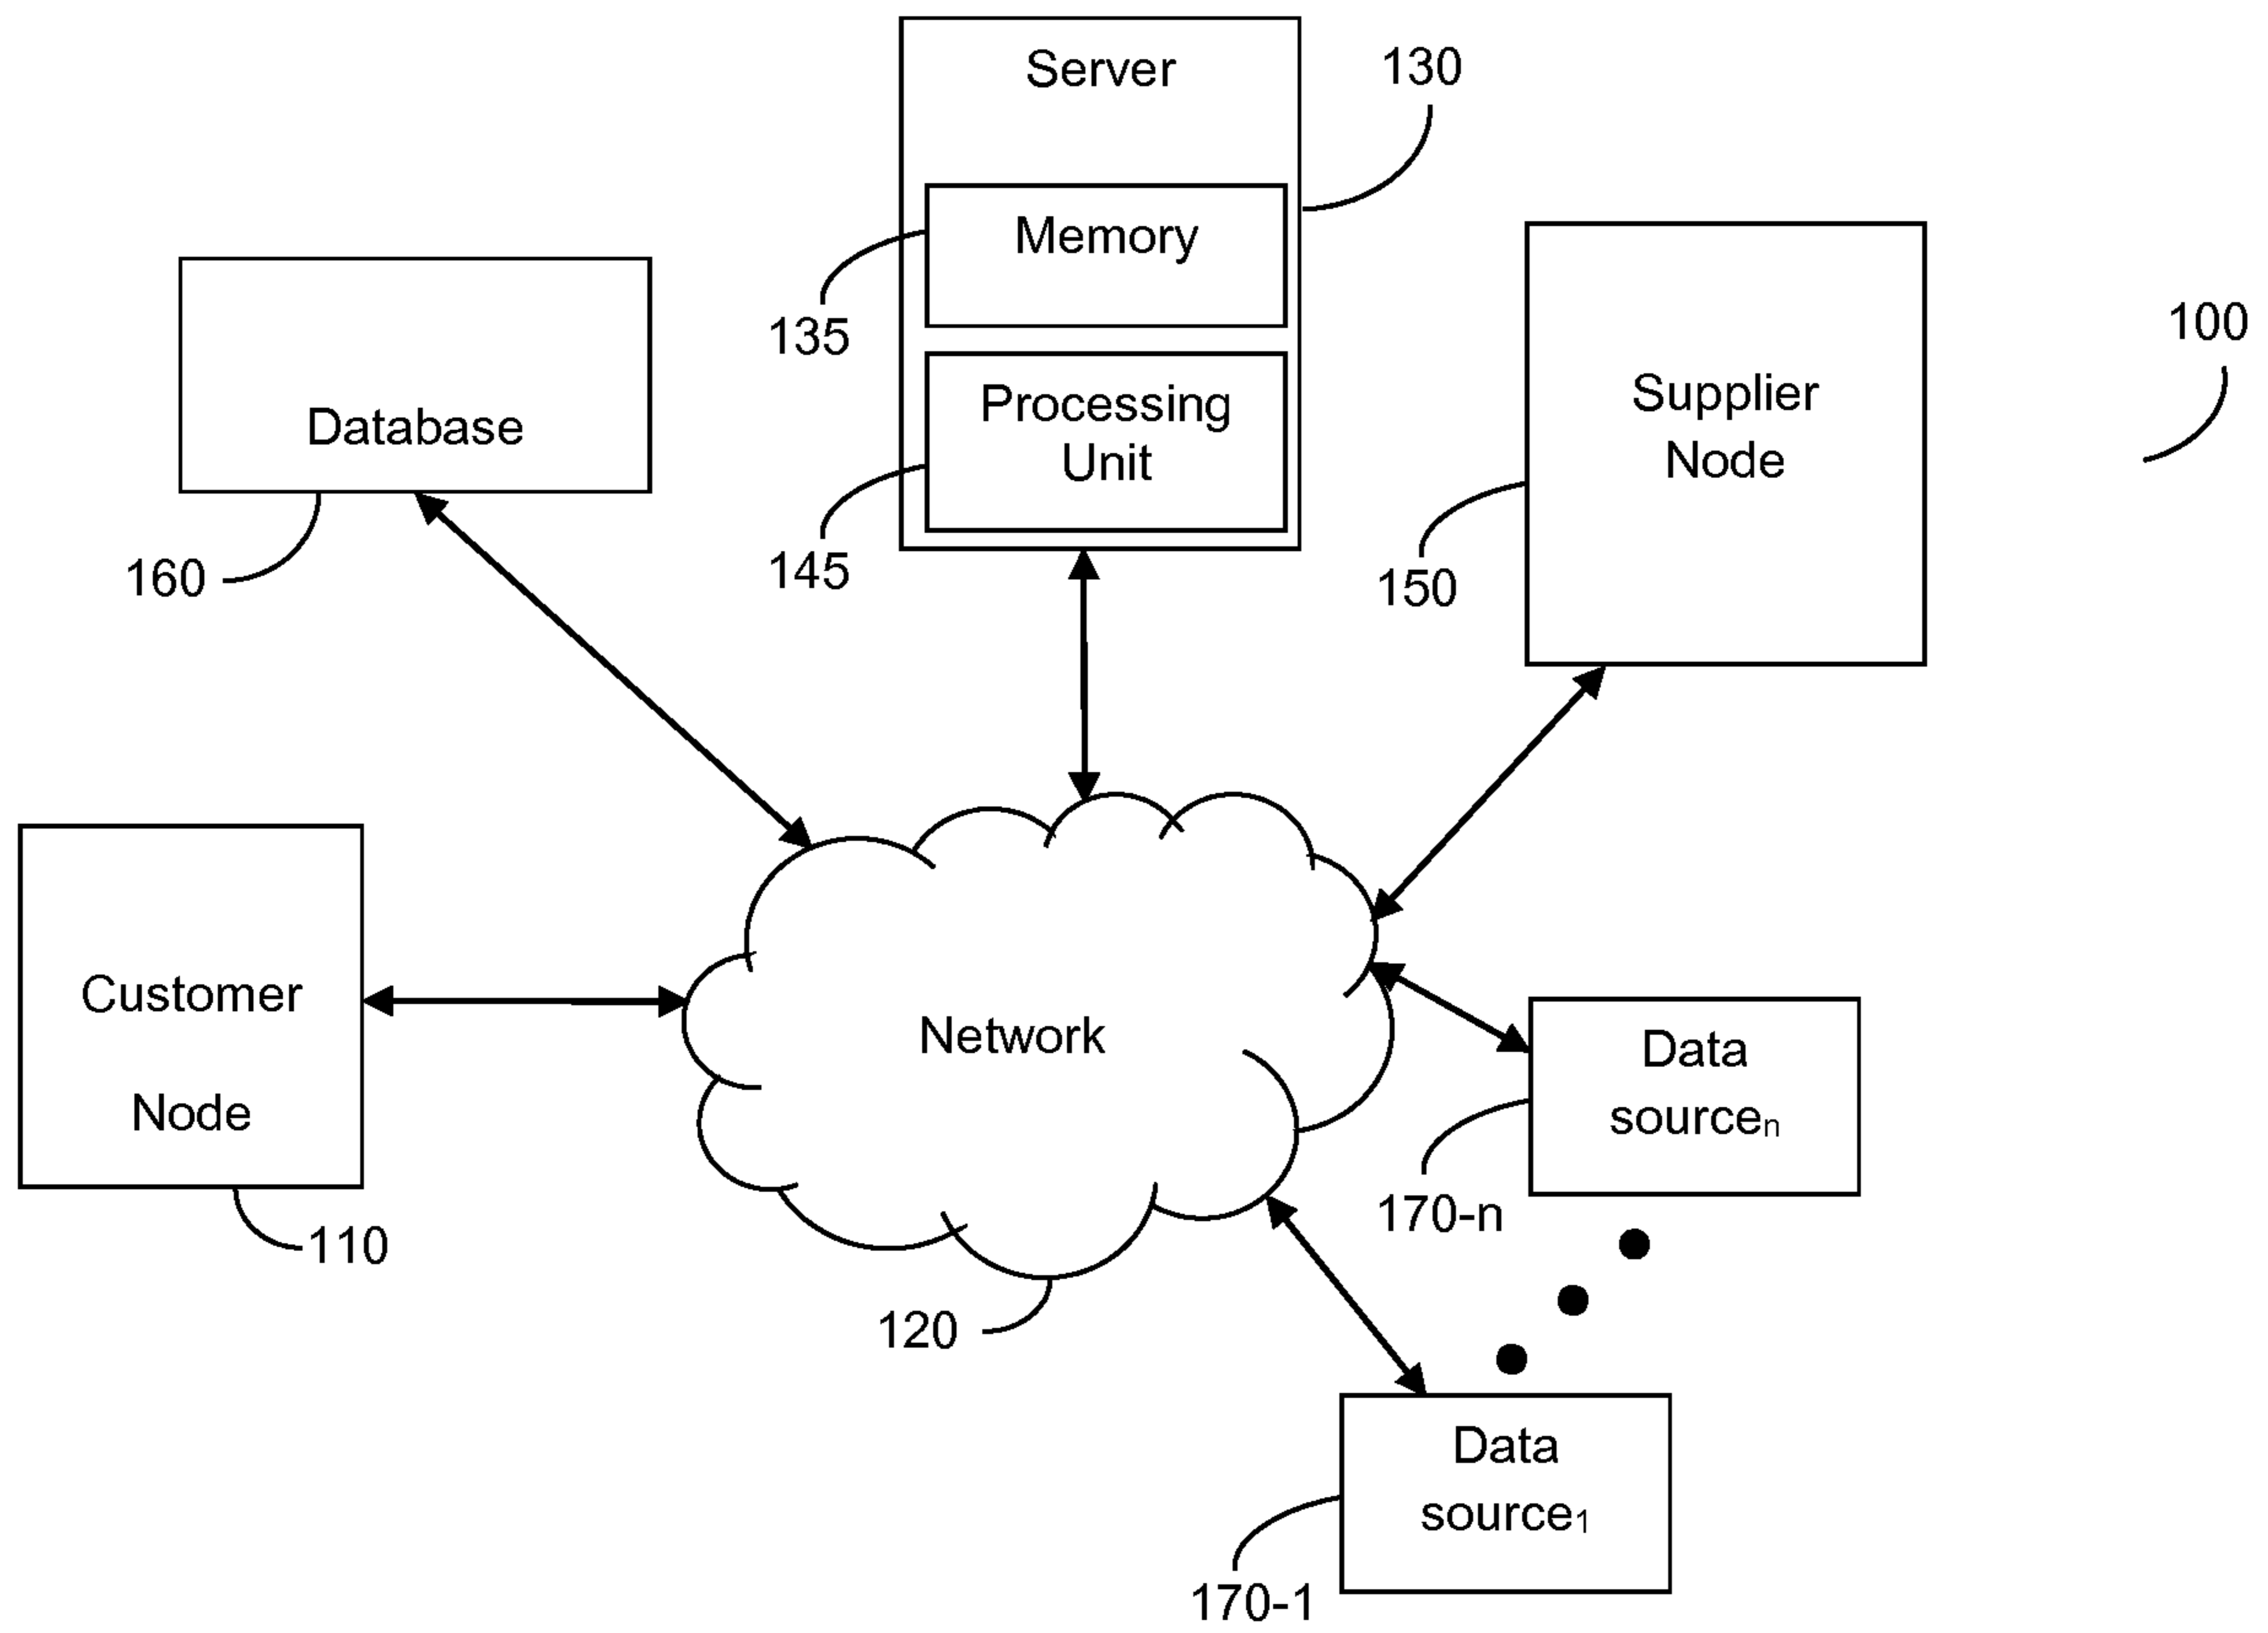 Server
130
Memory
135
Processing
Unit
145
Database
160
Supplier
Node
150
100
Customer
Node
110
Network
120
Data
sourceₙ
170-n
Data
source₁
170-1